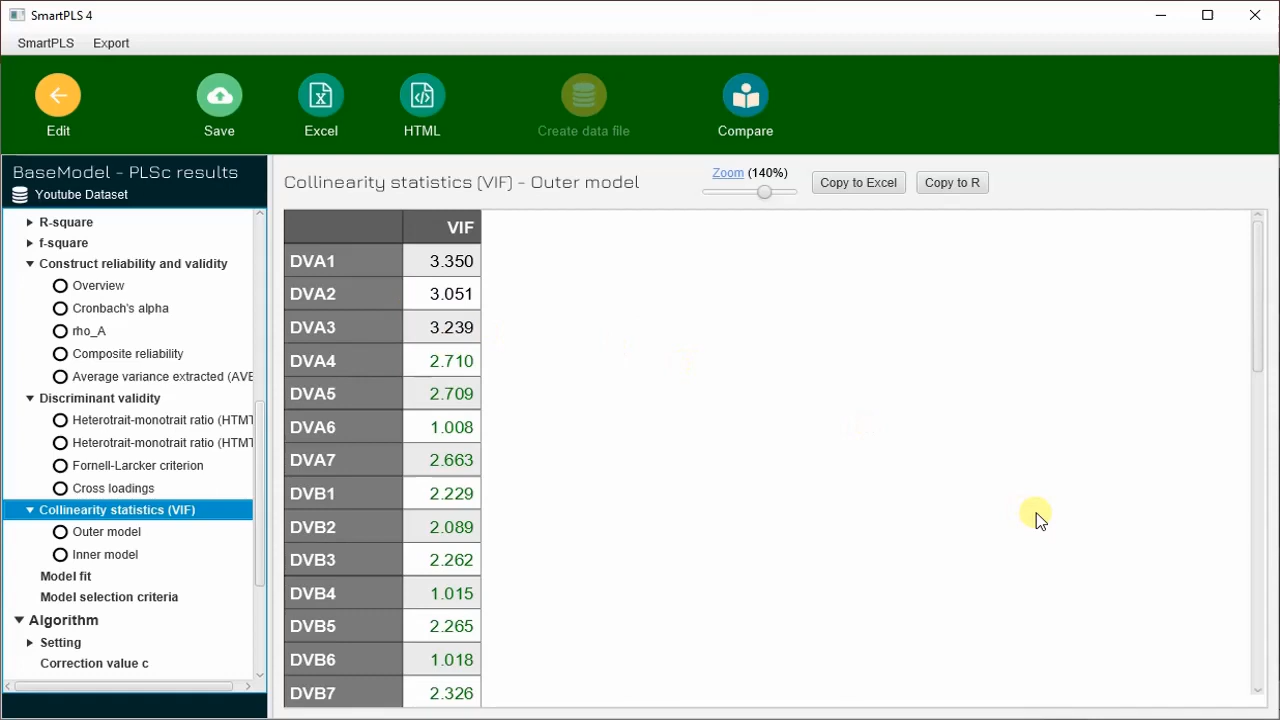 SmartPLS 4
SmartPLS Export
Edit Save Excel HTML Create data file Compare
BaseModel - PLSc results
Youtube Dataset
R-square
f-square
Construct reliability and validity
Overview
Cronbach's alpha
rho_A
Composite reliability
Average variance extracted (AVE
Discriminant validity
Heterotrait-monotrait ratio (HTMT
Heterotrait-monotrait ratio (HTMT
Fornell-Larcker criterion
Cross loadings
Collinearity statistics (VIF)
Outer model
Inner model
Model fit
Model selection criteria
Algorithm
Setting
Correction value c
Collinearity statistics (VIF) - Outer model Zoom (140%) Copy to Excel Copy to R
VIF
DVA1 3.350
DVA2 3.051
DVA3 3.239
DVA4 2.710
DVA5 2.709
DVA6 1.008
DVA7 2.663
DVB1 2.229
DVB2 2.089
DVB3 2.262
DVB4 1.015
DVB5 2.265
DVB6 1.018
DVB7 2.326